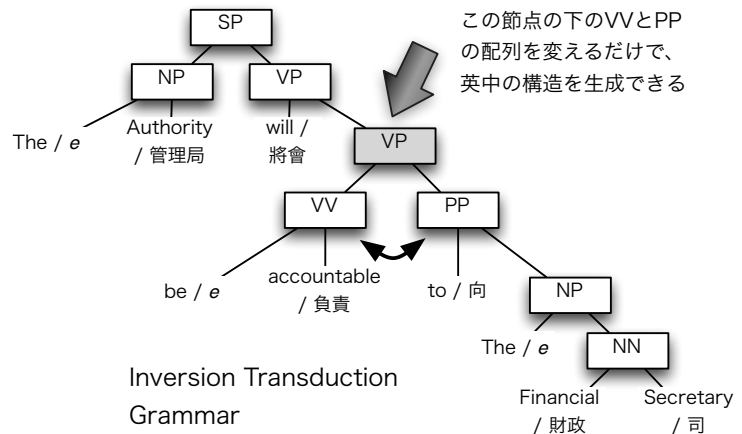 SP
この節点の下のVVとPP
の配列を変えるだけで、
英中の構造を生成できる
NP
VP
The / e
Authority
/ 管理局
will /
將會
VP
VV
PP
be / e
accountable
/ 負責
to / 向
NP
The / e
NN
Inversion Transduction
Grammar
Financial
/ 財政
Secretary
/ 司